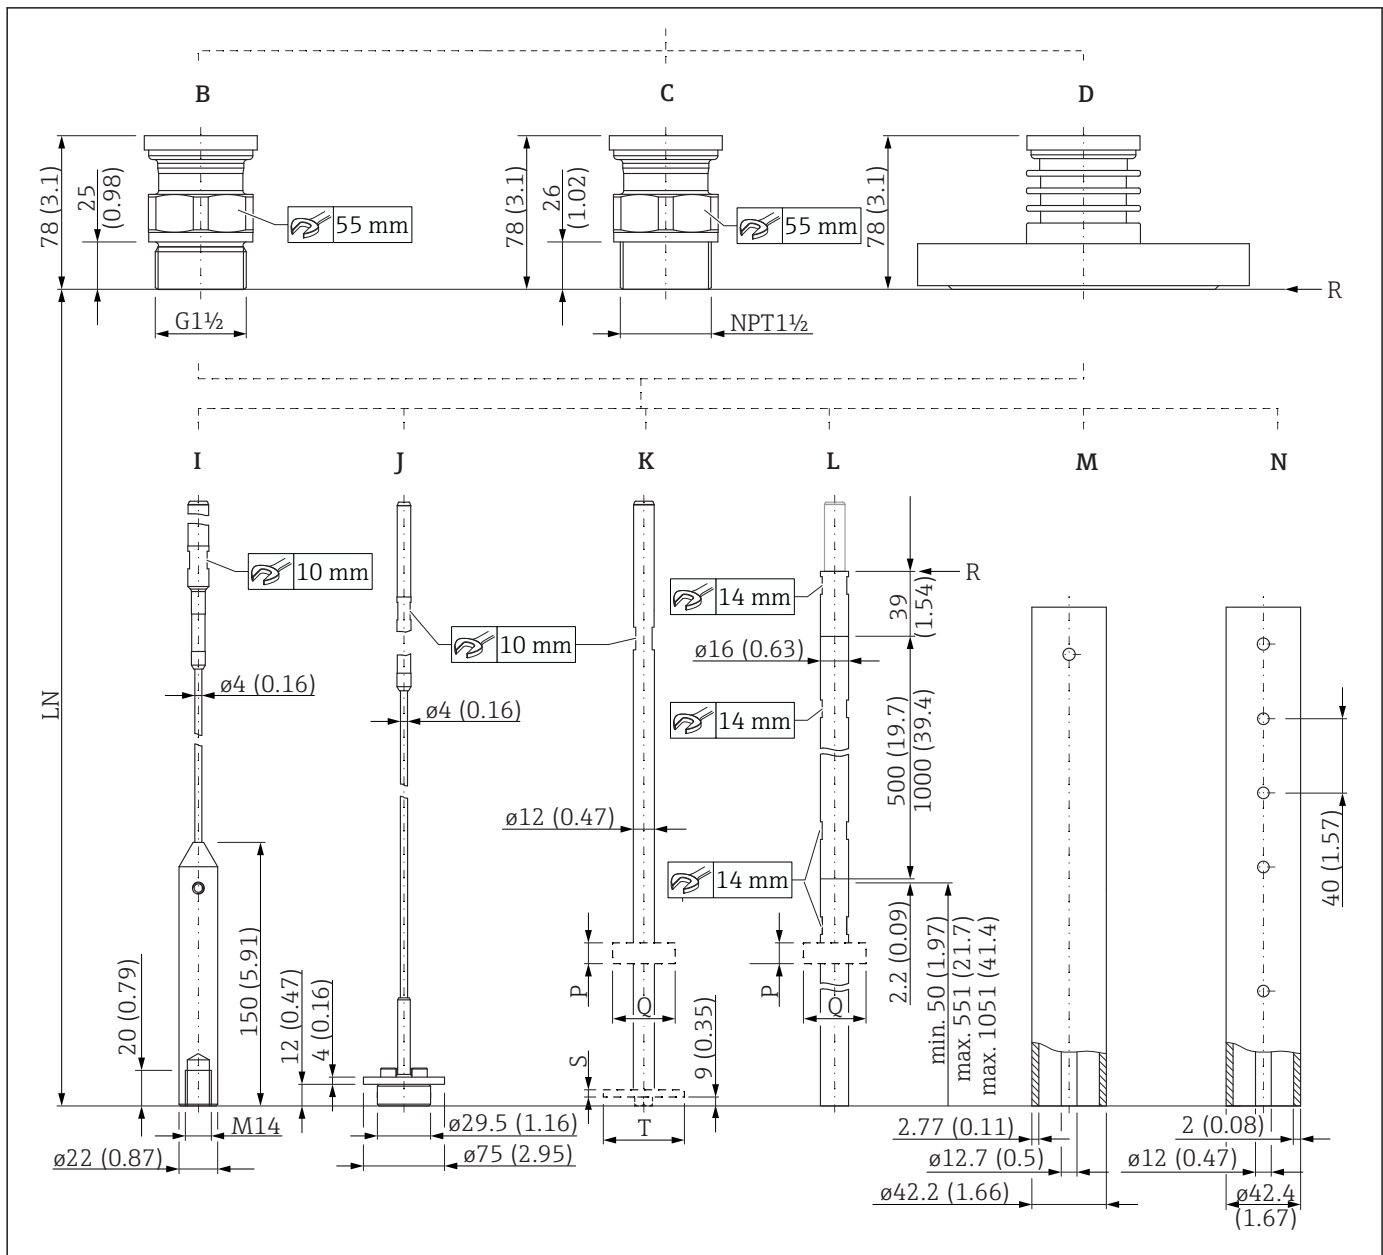 B
C
D
78 (3.1)
25
(0.98)
55 mm
G1½
78 (3.1)
26
(1.02)
55 mm
NPT1½
78 (3.1)
R
LN
I
J
K
L
M
N
10 mm
ø4 (0.16)
150 (5.91)
20 (0.79)
M14
ø22 (0.87)
10 mm
ø4 (0.16)
12 (0.47)
4 (0.16)
ø29.5 (1.16)
ø75 (2.95)
ø12 (0.47)
P
Q
S
T
9 (0.35)
14 mm
R
39
(1.54)
ø16 (0.63)
14 mm
500 (19.7)
1000 (39.4)
14 mm
P
Q
2.2 (0.09)
min. 50 (1.97)
max. 551 (21.7)
max. 1051 (41.4)
2.77 (0.11)
ø12.7 (0.5)
ø42.2 (1.66)
40 (1.57)
2 (0.08)
ø12 (0.47)
ø42.4
(1.67)